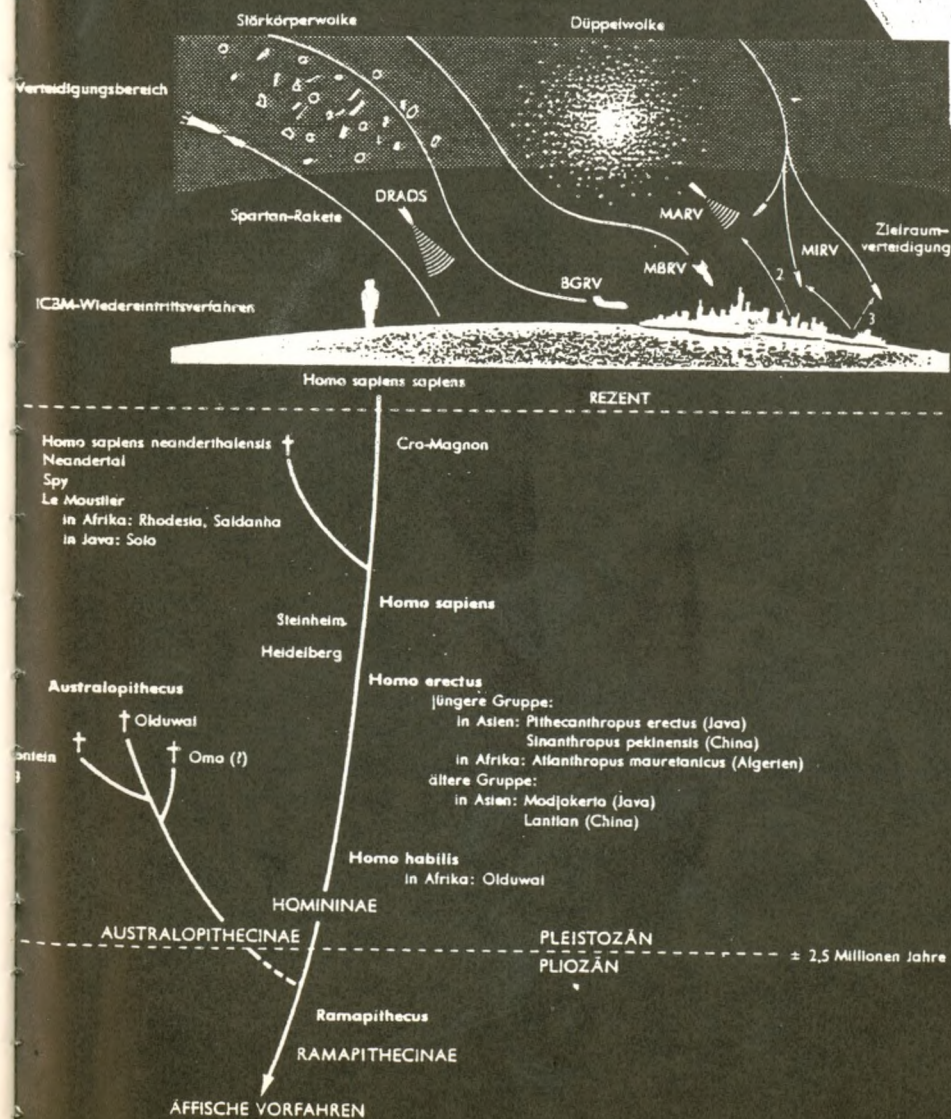 Störkörperwolke
Düppelwolke
Verteidigungsbereich
DRADS
Spartan-Rakete
MARV
MIRV
Zielraum-
verteidigung
MBRV
BGRV
2
3
ICBM-Wiedereintrittsverfahren
Homo sapiens sapiens
REZENT
Homo sapiens neanderthalensis †
Neandertal
Spy
Le Moustier
in Afrika: Rhodesia, Saldanha
in Java: Solo
Cro-Magnon
Homo sapiens
Steinheim
Heidelberg
Homo erectus
jüngere Gruppe:
in Asien: Pithecanthropus erectus (Java)
Sinanthropus pekinensis (China)
in Afrika: Atlanthropus mauretanicus (Algerien)
ältere Gruppe:
in Asien: Modjokerto (Java)
Lantian (China)
Australopithecus
† Olduwai
†
† Omo (?)
Homo habilis
in Afrika: Olduwai
HOMININAE
AUSTRALOPITHECINAE
PLEISTOZÄN
± 2,5 Millionen Jahre
PLIOZÄN
Ramapithecus
RAMAPITHECINAE
ÄFFISCHE VORFAHREN